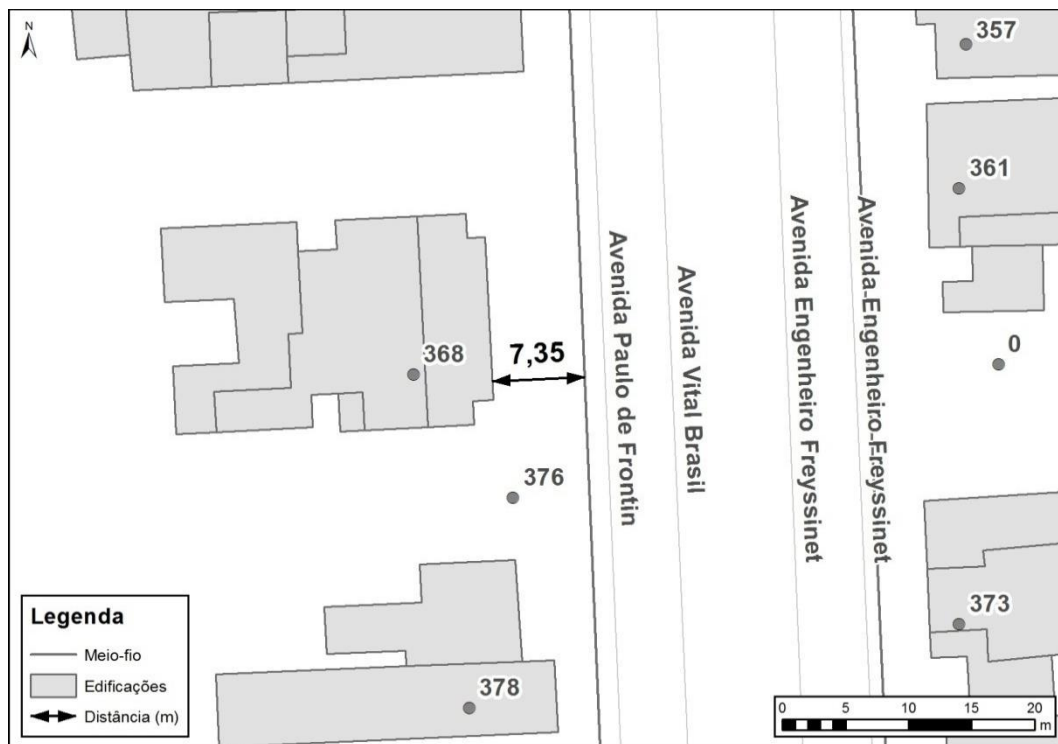 N
357
361
Avenida Paulo de Frontin
Avenida Vital Brasil
Avenida Engenheiro Freyssinet
Avenida-Engenheiro-Freyssinet
7,35
368
0
376
373
378
Legenda
Meio-fio
Edificações
Distância (m)
0 5 10 14 20
m